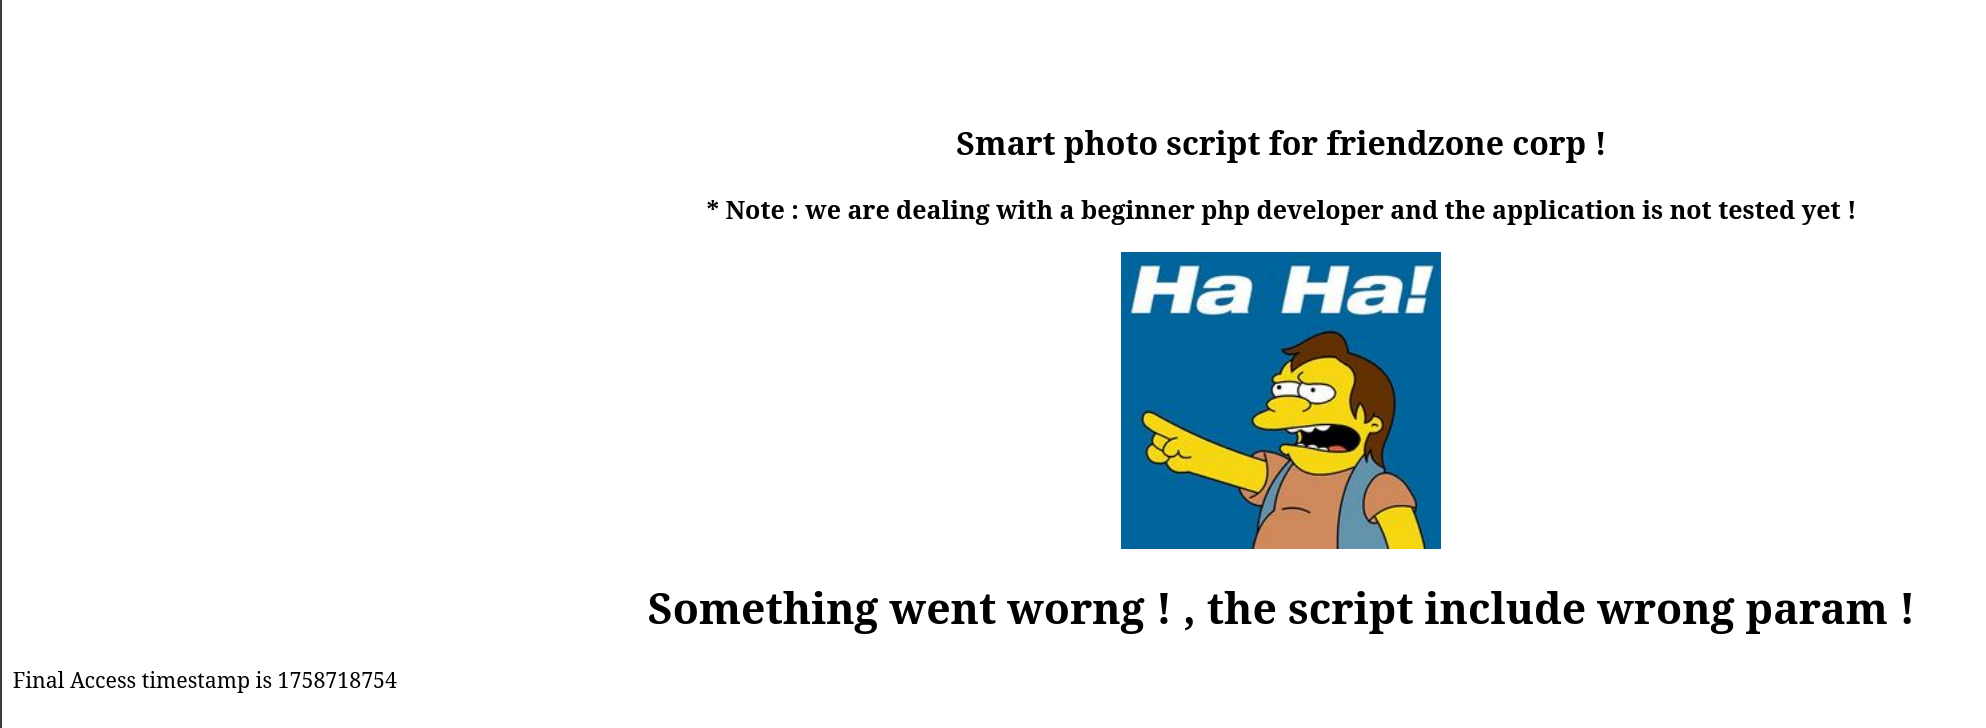 Smart photo script for friendzone corp !
* Note : we are dealing with a beginner php developer and the application is not tested yet !
Ha Ha!
Something went worng ! , the script include wrong param !
Final Access timestamp is 1758718754